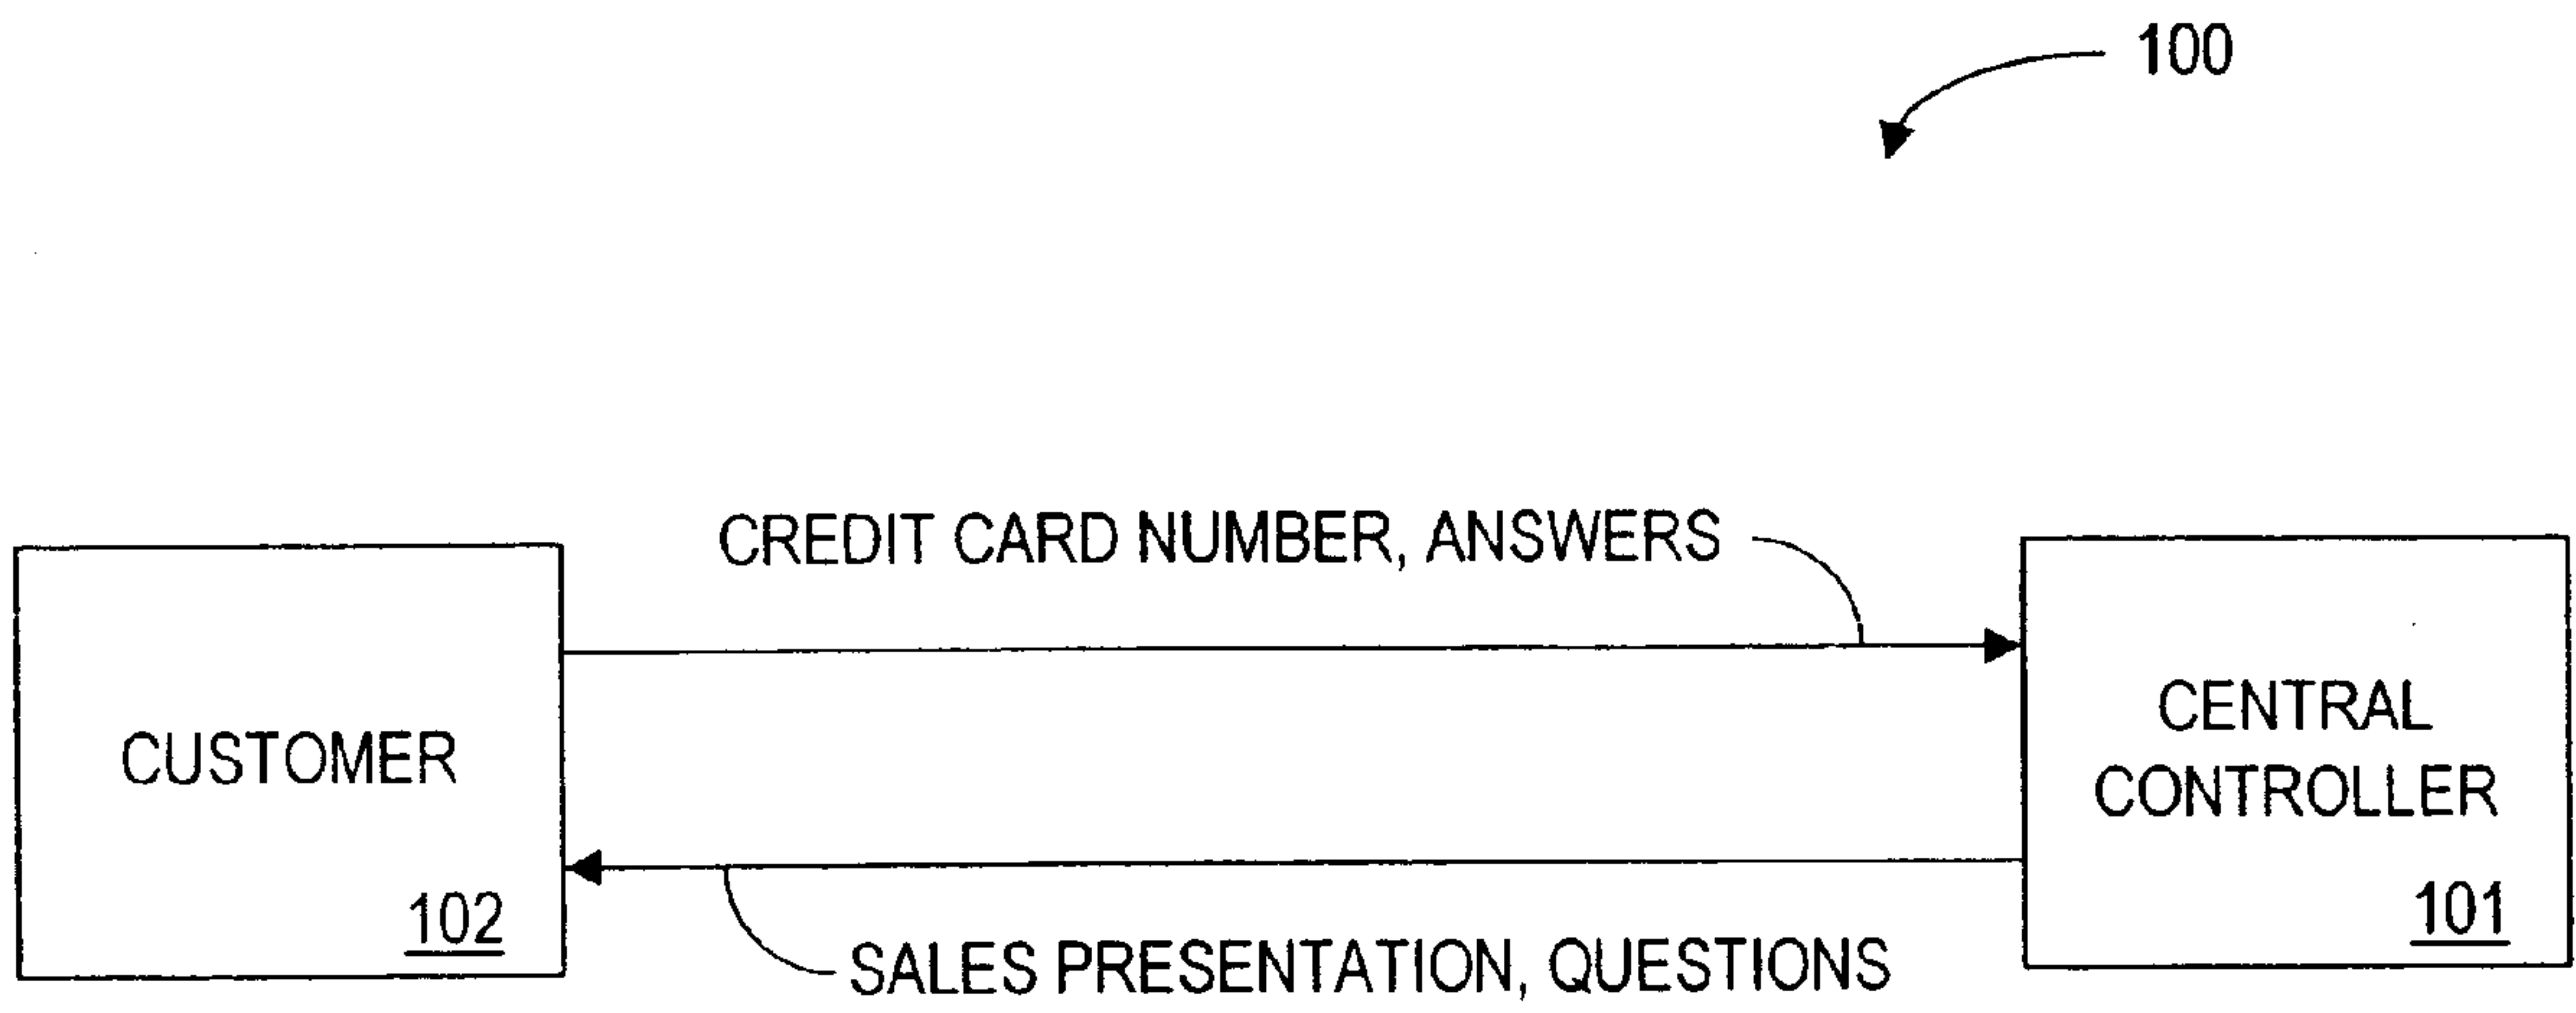 100
CREDIT CARD NUMBER, ANSWERS
CUSTOMER
102
CENTRAL
CONTROLLER
101
SALES PRESENTATION, QUESTIONS